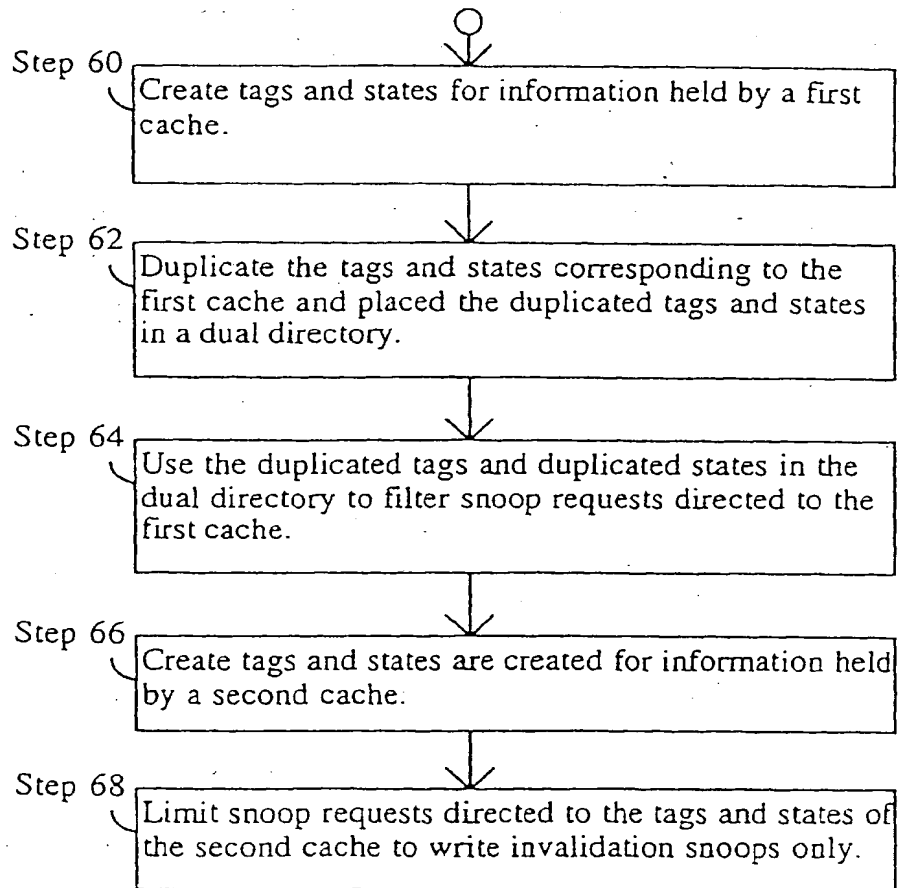 Step 60
Create tags and states for information held by a first
cache.
Step 62
Duplicate the tags and states corresponding to the
first cache and placed the duplicated tags and states
in a dual directory.
Step 64
Use the duplicated tags and duplicated states in the
dual directory to filter snoop requests directed to the
first cache.
Step 66
Create tags and states are created for information held
by a second cache.
Step 68
Limit snoop requests directed to the tags and states of
the second cache to write invalidation snoops only.